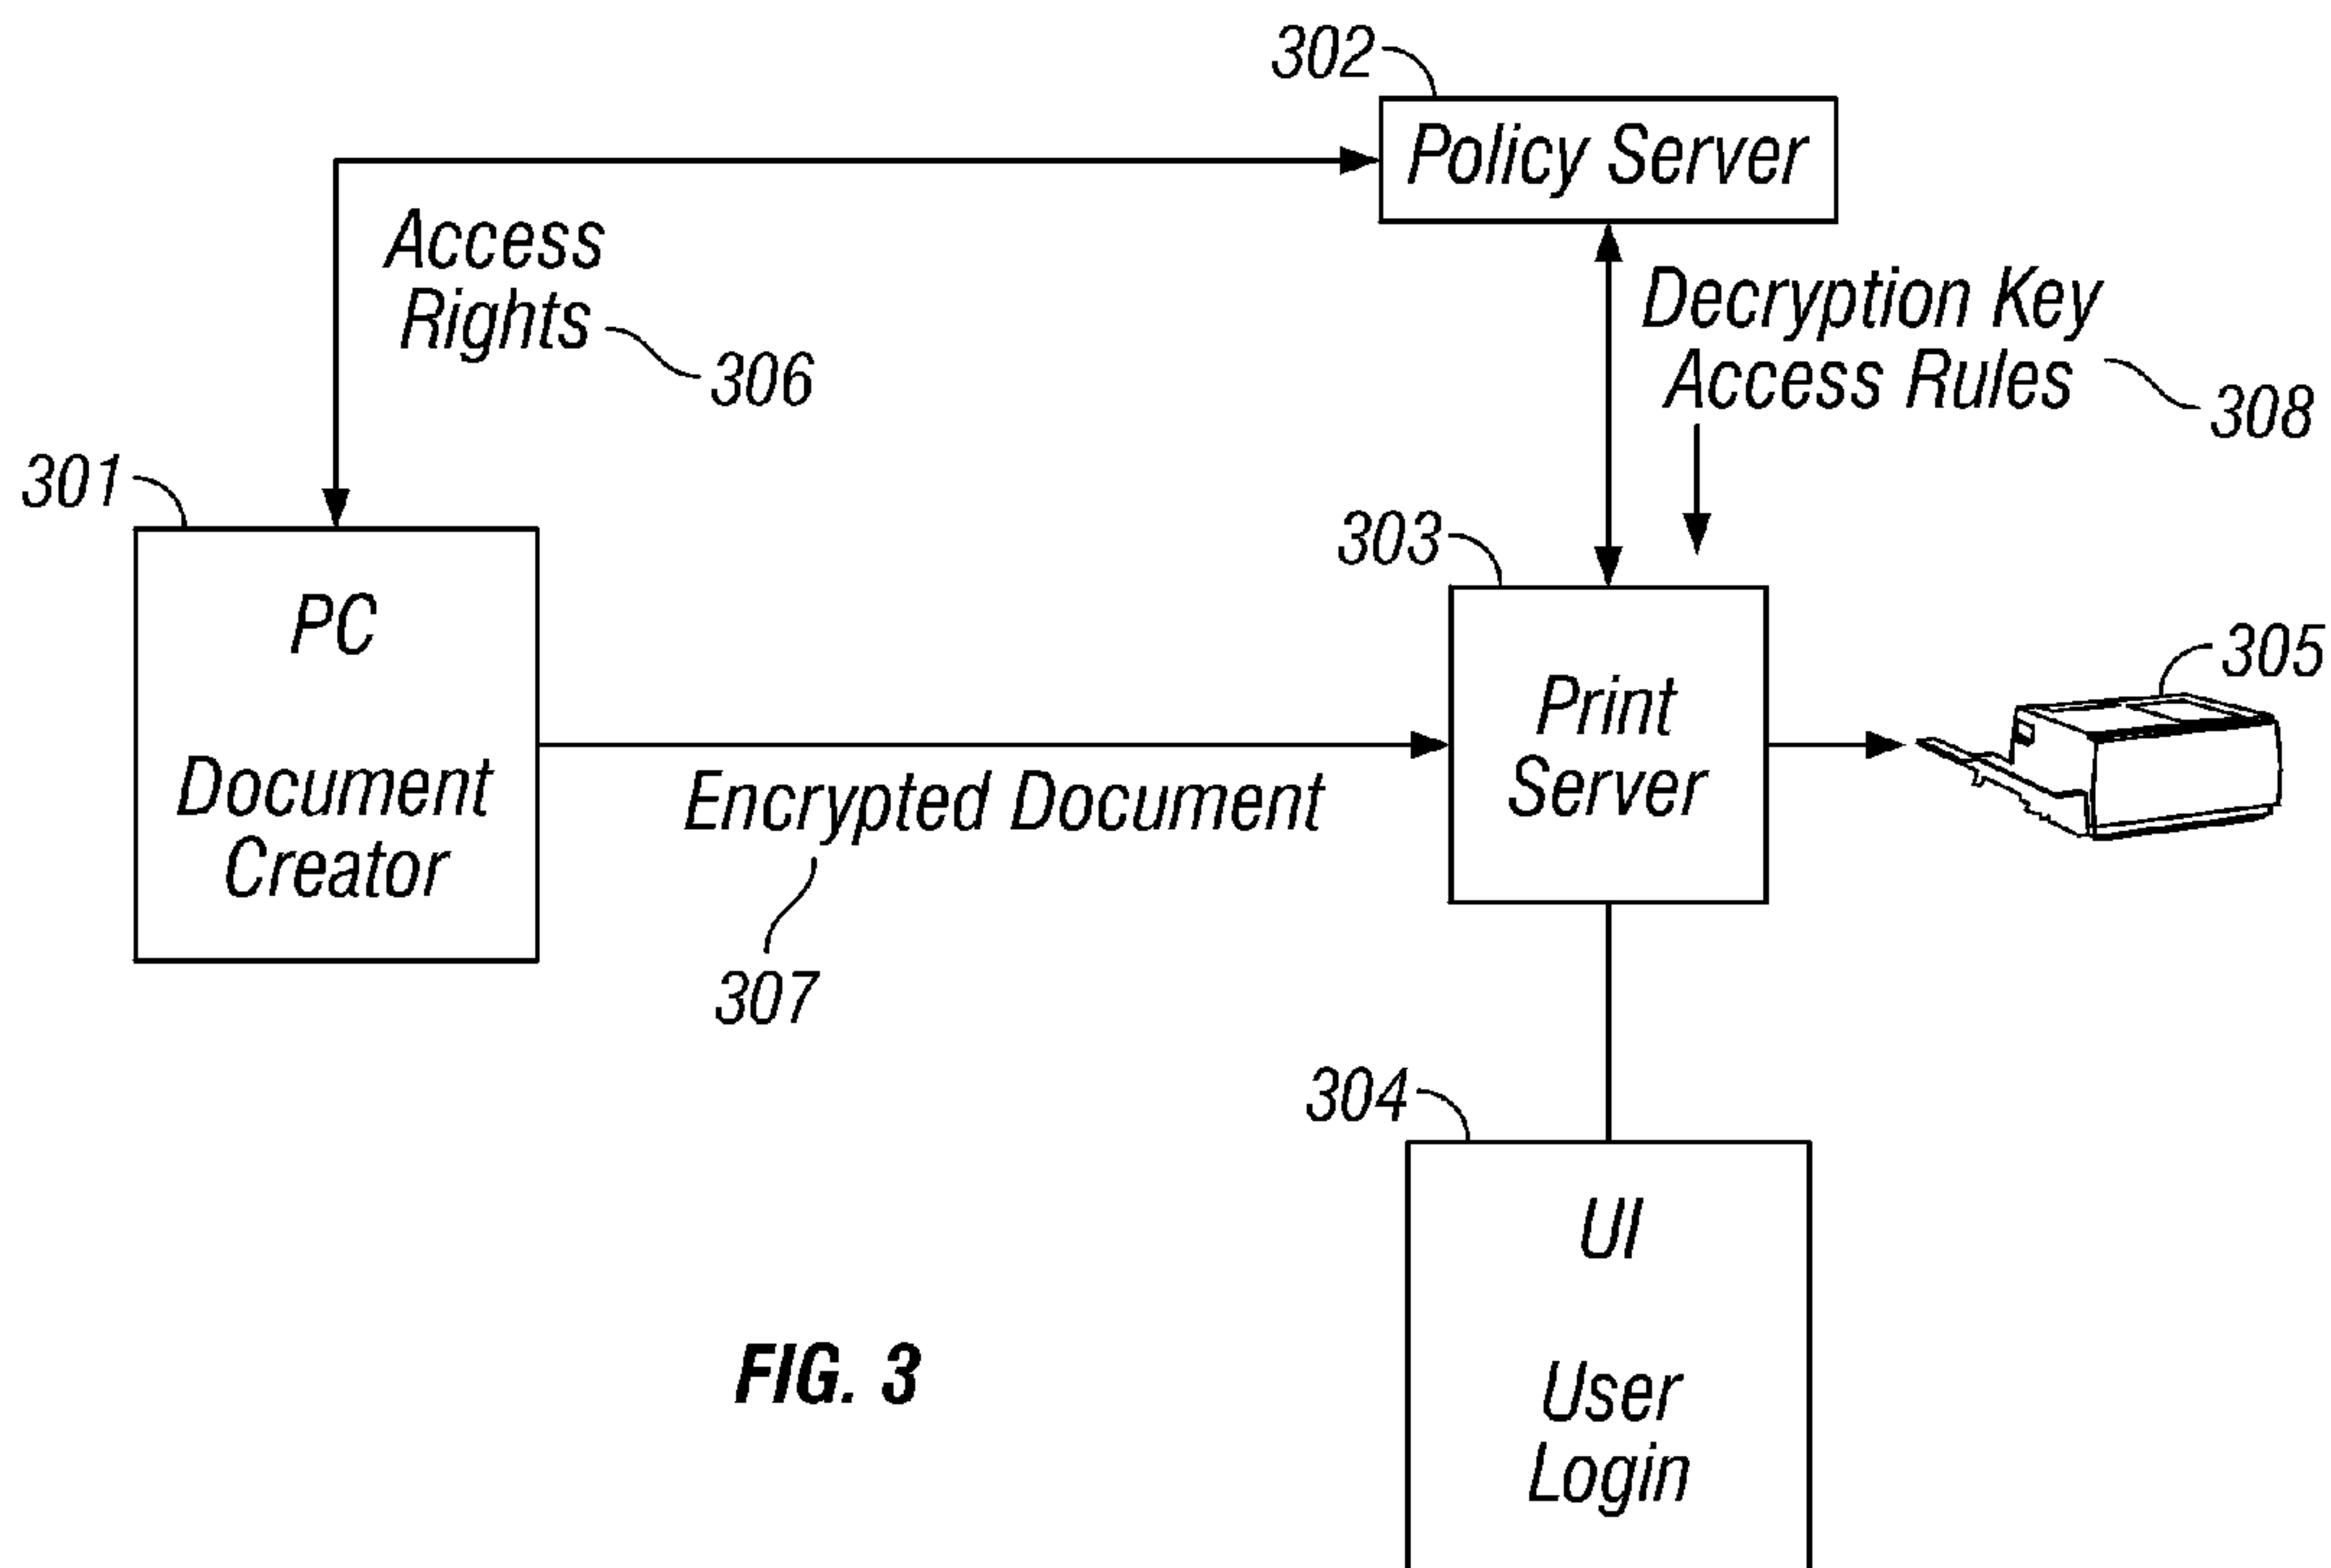 302
Policy Server
Access
Rights
306
Decryption Key
Access Rules
308
301
PC
Document
Creator
303
Print
Server
305
Encrypted Document
307
304
UI
User
Login
FIG. 3